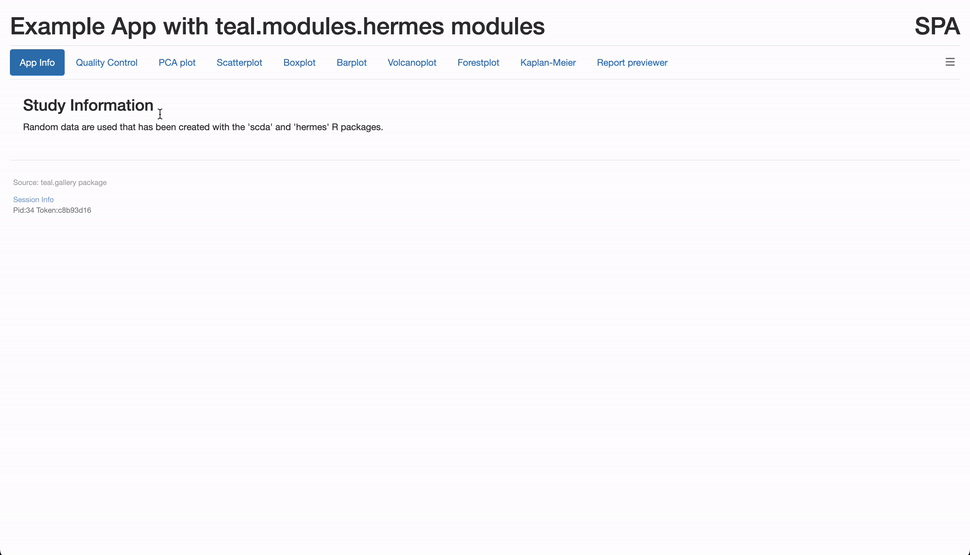 Example App with teal.modules.hermes modules SPA
App Info Quality Control PCA plot Scatterplot Boxplot Barplot Volcanoplot Forestplot Kaplan-Meier Report previewer
Study Information
Random data are used that has been created with the 'scda' and 'hermes' R packages.
Source: teal.gallery package
Session Info
Pid:34 Token:c8b93d16